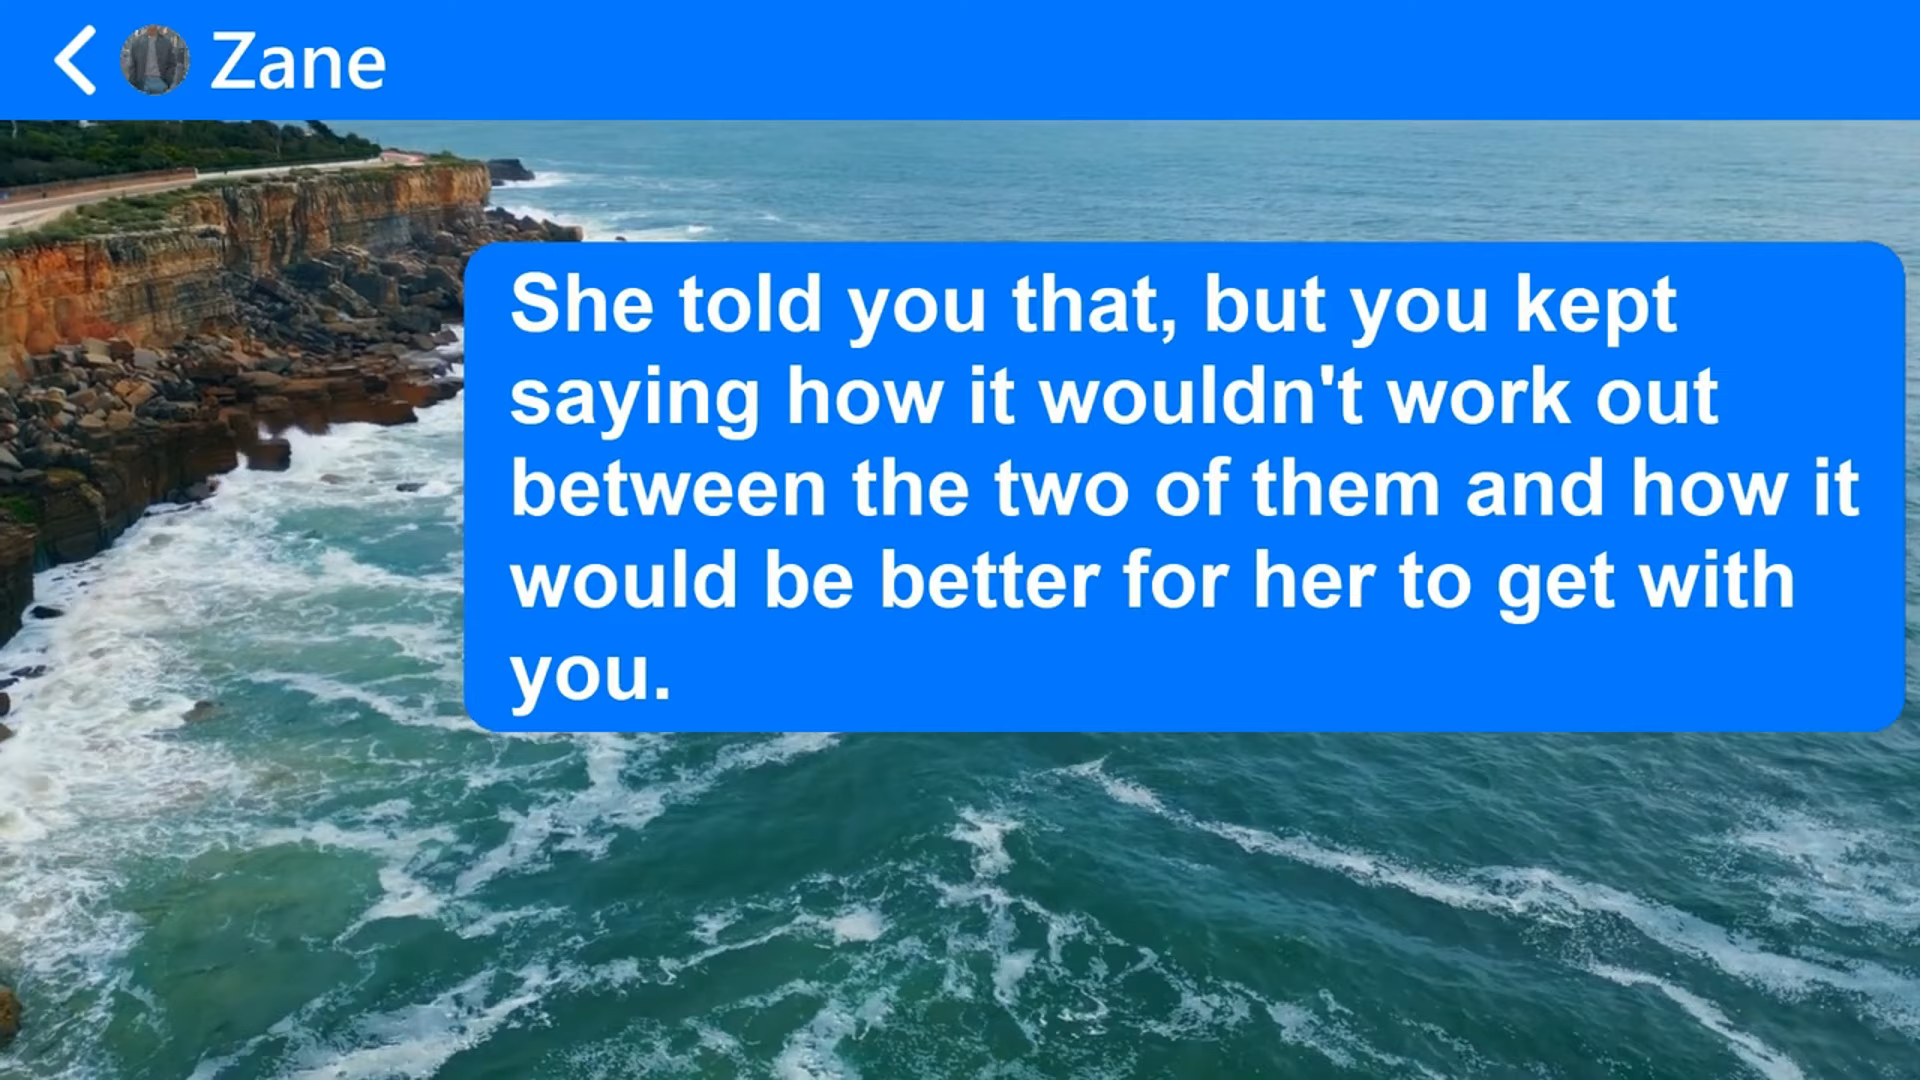 Zane
She told you that, but you kept
saying how it wouldn't work out
between the two of them and how it
would be better for her to get with
you.